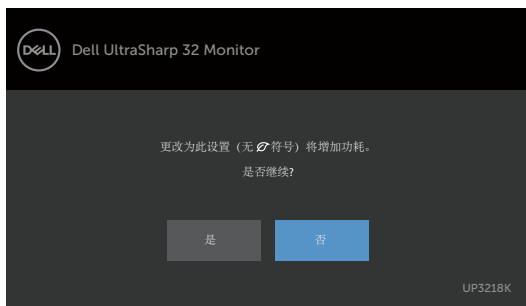 DELL
Dell UltraSharp 32 Monitor
更改为此设置（无 符号）将增加功耗。
是否继续?
是
否
UP3218K